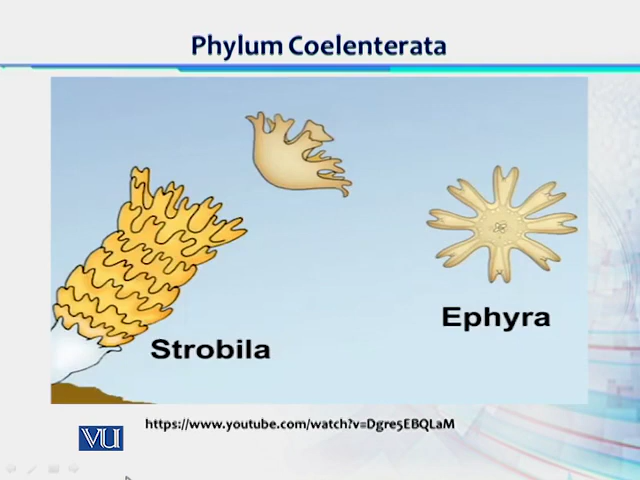 Phylum Coelenterata
Ephyra
Strobila
https://www.youtube.com/watch?v=Dgre5EBQLaM
VU